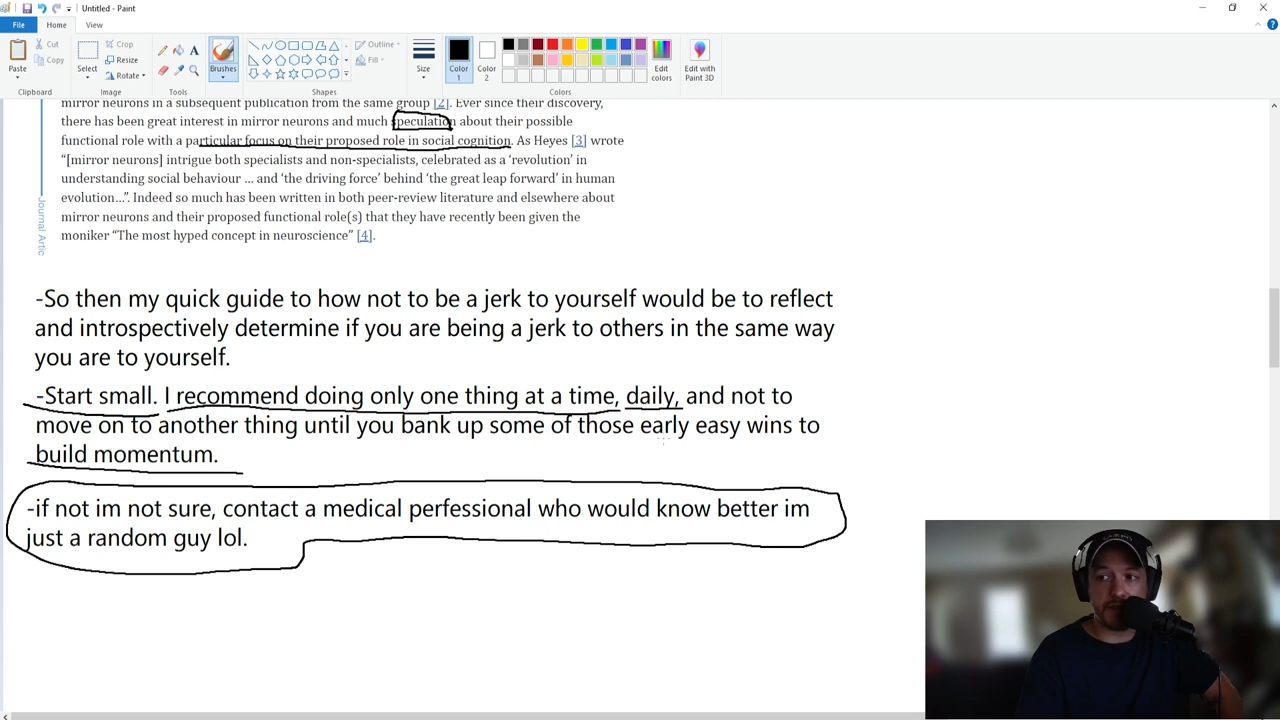 Untitled - Paint
File
Home
View
Paste
Cut
Copy
Clipboard
Select
Crop
Resize
Rotate
Image
A
Tools
Brushes
Outline
Fill
Shapes
Size
Color 1
Color 2
Edit colors
Colors
Edit with Paint 3D
mirror neurons in a subsequent publication from the same group [2]. Ever since their discovery,
there has been great interest in mirror neurons and much speculation about their possible
functional role with a particular focus on their proposed role in social cognition. As Heyes [3] wrote
“[mirror neurons] intrigue both specialists and non-specialists, celebrated as a ‘revolution’ in
understanding social behaviour ... and ‘the driving force’ behind ‘the great leap forward’ in human
evolution...”. Indeed so much has been written in both peer-review literature and elsewhere about
mirror neurons and their proposed functional role(s) that they have recently been given the
moniker “The most hyped concept in neuroscience” [4].
Journal Artic
-So then my quick guide to how not to be a jerk to yourself would be to reflect
and introspectively determine if you are being a jerk to others in the same way
you are to yourself.
-Start small. I recommend doing only one thing at a time, daily, and not to
move on to another thing until you bank up some of those early easy wins to
build momentum.
-if not im not sure, contact a medical perfessional who would know better im
just a random guy lol.